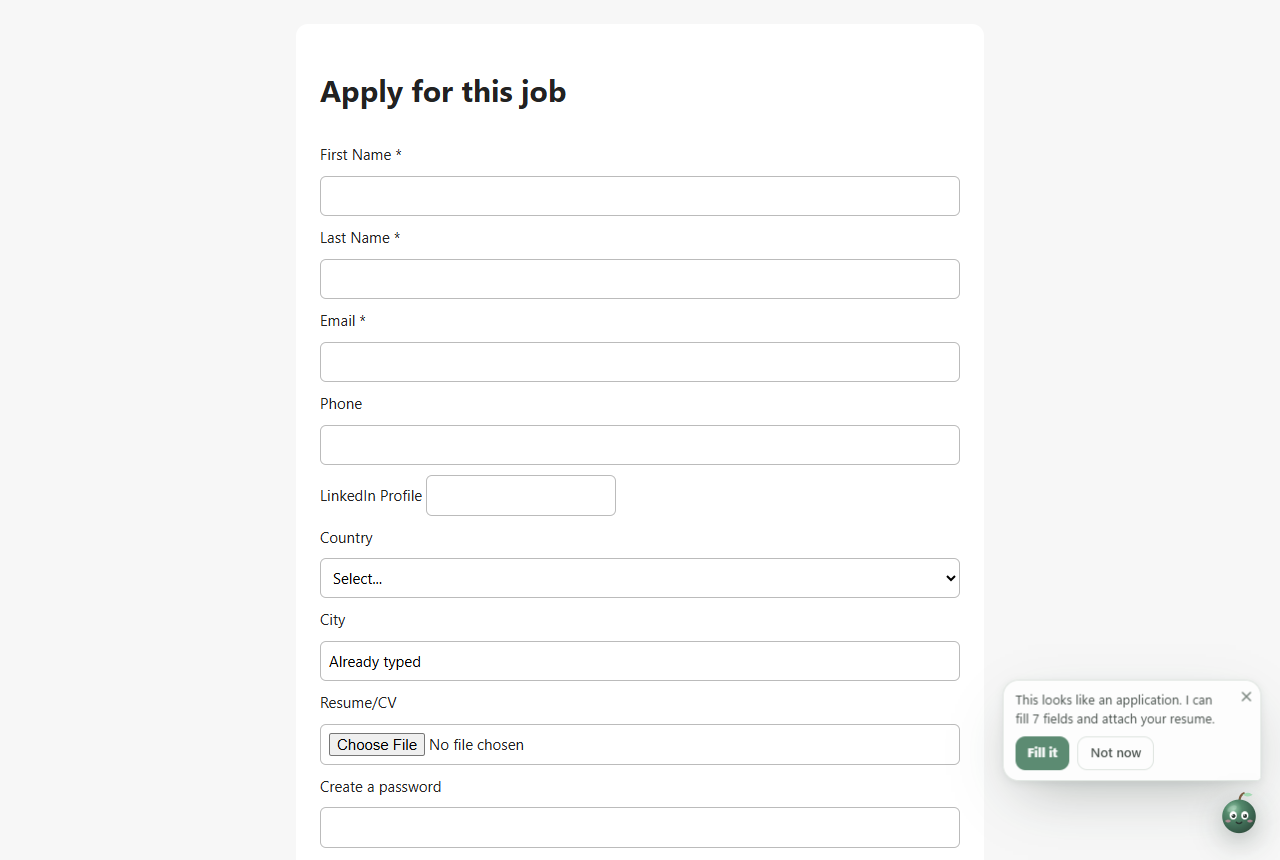 Apply for this job
First Name *
Last Name *
Email *
Phone
LinkedIn Profile
Country
Select...
City
Already typed
Resume/CV
Choose File No file chosen
Create a password
This looks like an application. I can
fill 7 fields and attach your resume.
Fill it
Not now